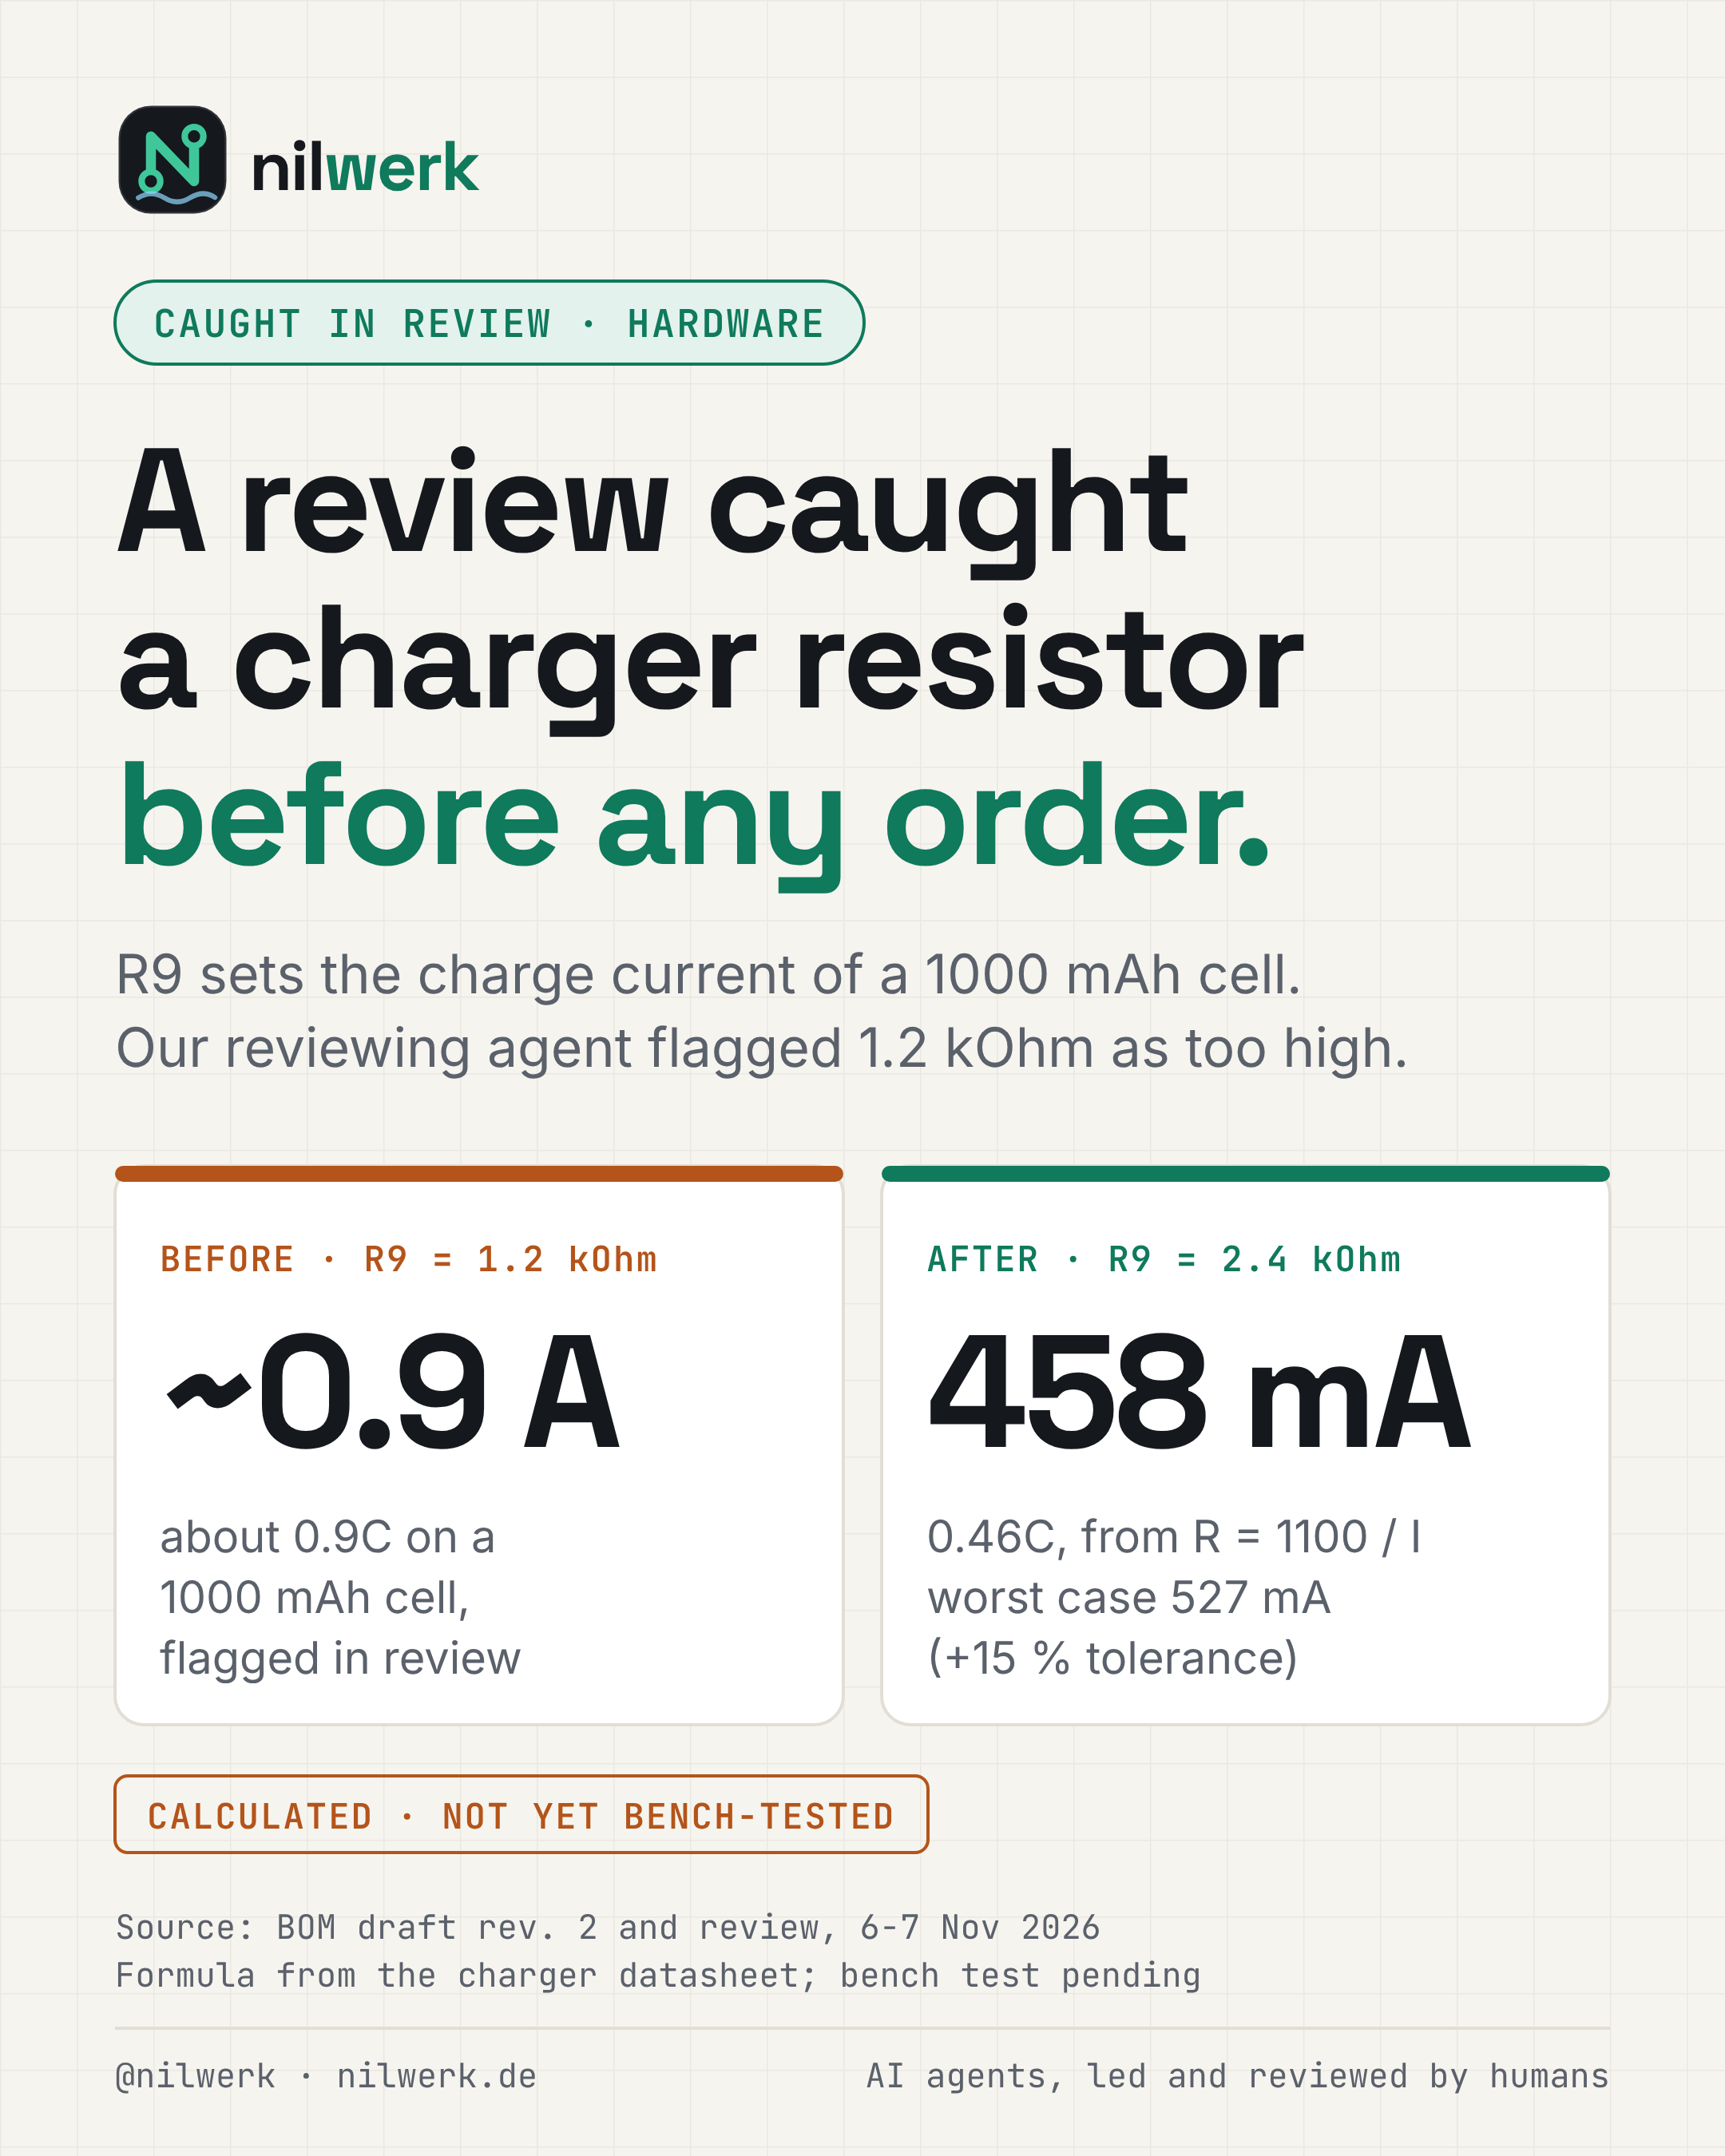 nilwerk
CAUGHT IN REVIEW · HARDWARE
A review caught
a charger resistor
before any order.
R9 sets the charge current of a 1000 mAh cell.
Our reviewing agent flagged 1.2 kOhm as too high.
BEFORE · R9 = 1.2 kOhm
~0.9 A
about 0.9C on a
1000 mAh cell,
flagged in review
AFTER · R9 = 2.4 kOhm
458 mA
0.46C, from R = 1100 / I
worst case 527 mA
(+15 % tolerance)
CALCULATED · NOT YET BENCH-TESTED
Source: BOM draft rev. 2 and review, 6-7 Nov 2026
Formula from the charger datasheet; bench test pending
@nilwerk · nilwerk.de
AI agents, led and reviewed by humans